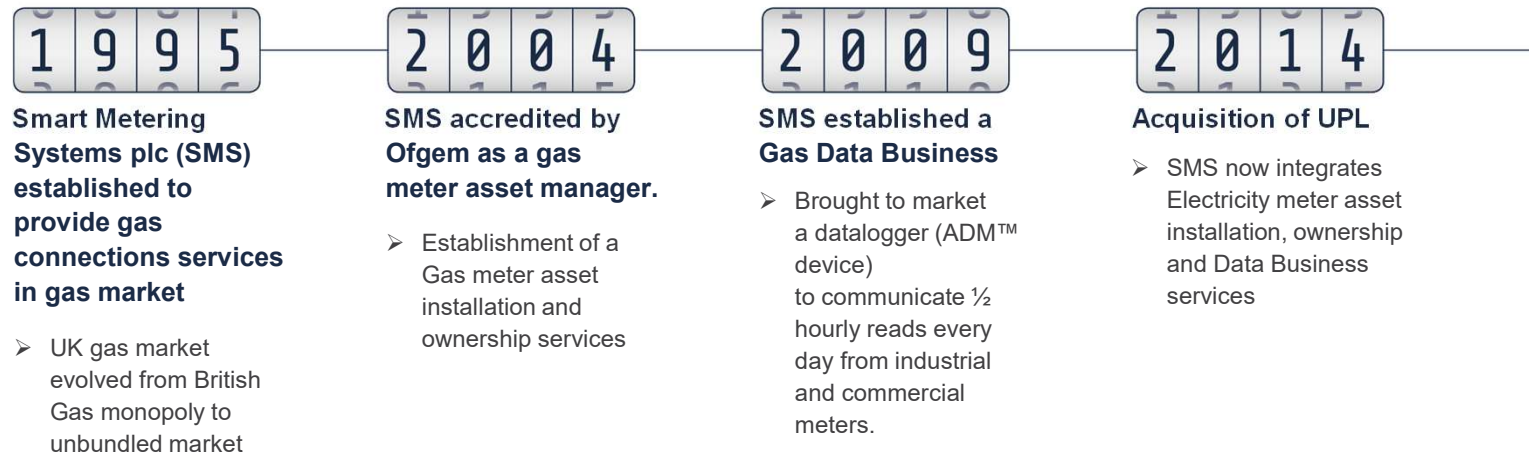 1995
Smart Metering
Systems plc (SMS)
established to
provide gas
connections services
in gas market
➢ UK gas market
evolved from British
Gas monopoly to
unbundled market
2004
SMS accredited by
Ofgem as a gas
meter asset manager.
➢ Establishment of a
Gas meter asset
installation and
ownership services
2009
SMS established a
Gas Data Business
➢ Brought to market
a datalogger (ADM™
device)
to communicate ½
hourly reads every
day from industrial
and commercial
meters.
2014
Acquisition of UPL
➢ SMS now integrates
Electricity meter asset
installation, ownership
and Data Business
services